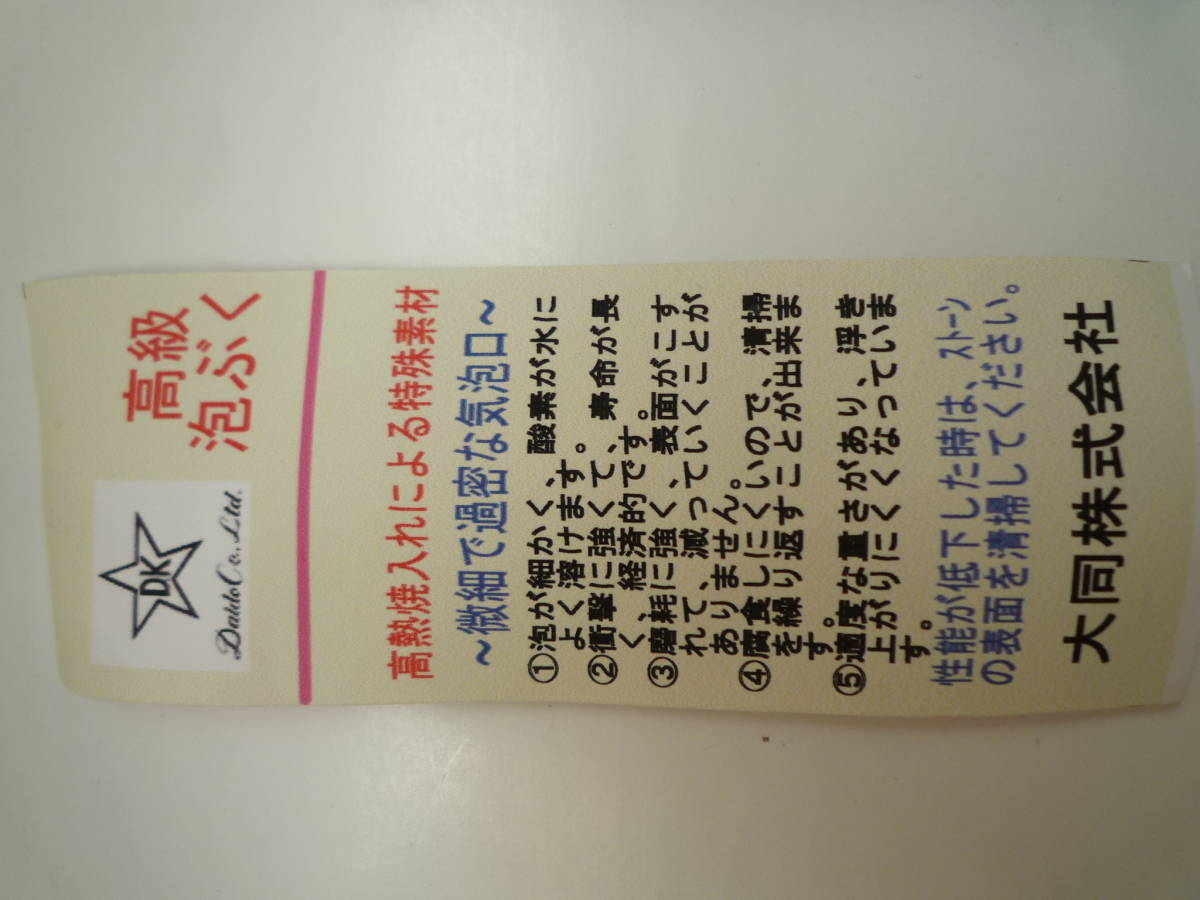 DK
Daido Co., Ltd.
高級
泡ぶく
高熱焼入れによる特殊素材
~微細で過密な気泡口~
①泡が細かく、酸素が水に
よく溶けます。
②衝撃に強くて、寿命が長
く、経済的です。
③磨耗に強く、表面がこす
れて、減っていくことが
ありません。
④腐食しにくいので、清掃
を繰り返すことが出来ま
す。
⑤適度な重さがあり、浮き
上がりにくくなっていま
す。
性能が低下した時は、ストーン
の表面を清掃してください。
大同株式会社